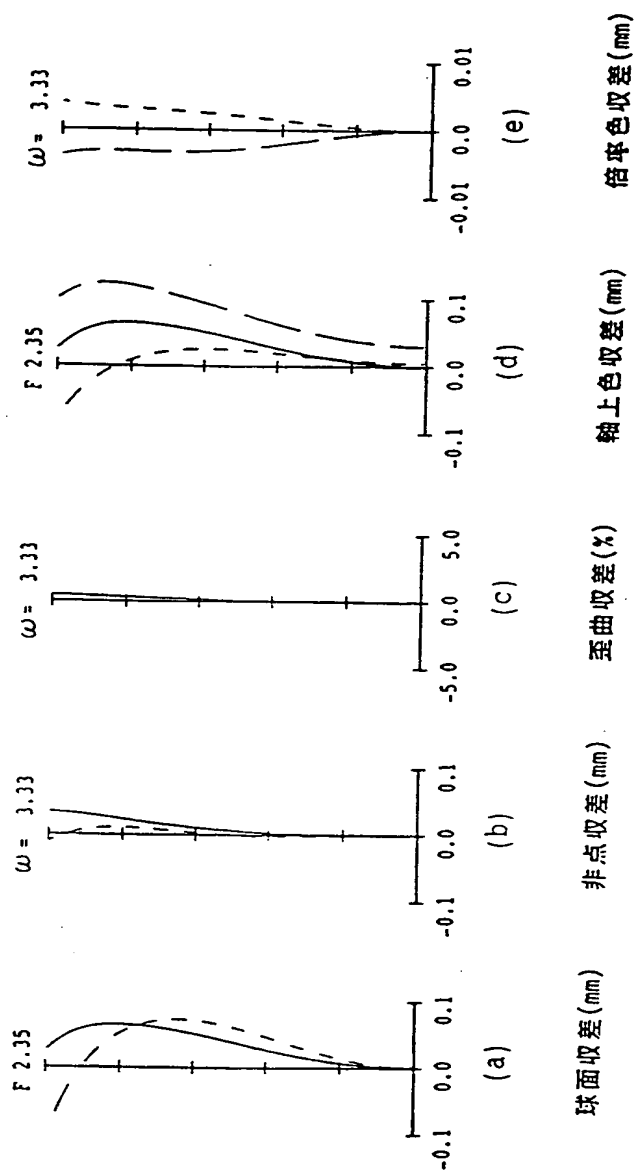 F 2.35
-0.1 0.0 0.1
(a)
球面収差(mm)
ω= 3.33
-0.1 0.0 0.1
(b)
非点収差(mm)
ω= 3.33
-5.0 0.0 5.0
(c)
歪曲収差(%)
F 2.35
-0.1 0.0 0.1
(d)
軸上色収差(mm)
ω= 3.33
-0.01 0.0 0.01
(e)
倍率色収差(mm)